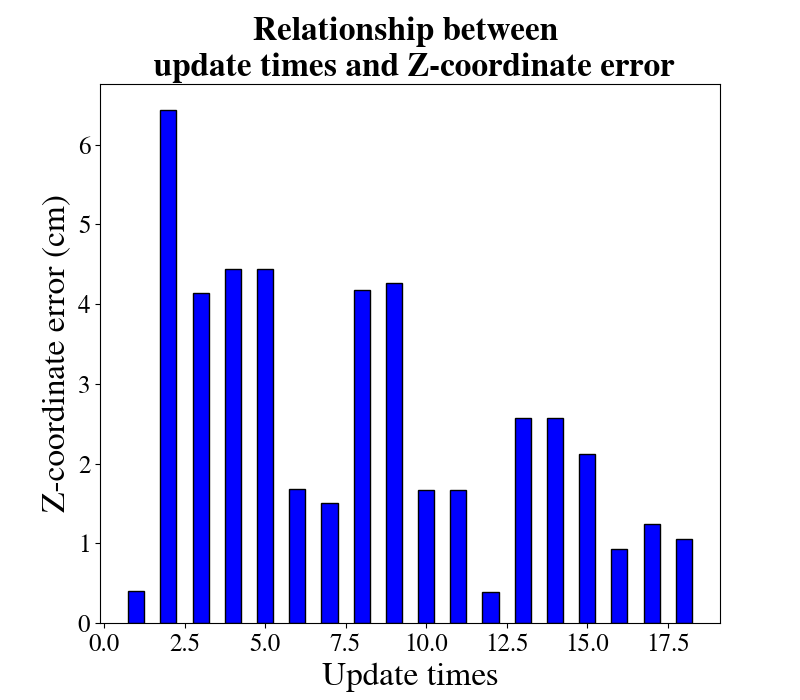 Relationship between
update times and Z-coordinate error
Z-coordinate error (cm)
6
5
4
3
2
1
0
0.0 2.5 5.0 7.5 10.0 12.5 15.0 17.5
Update times